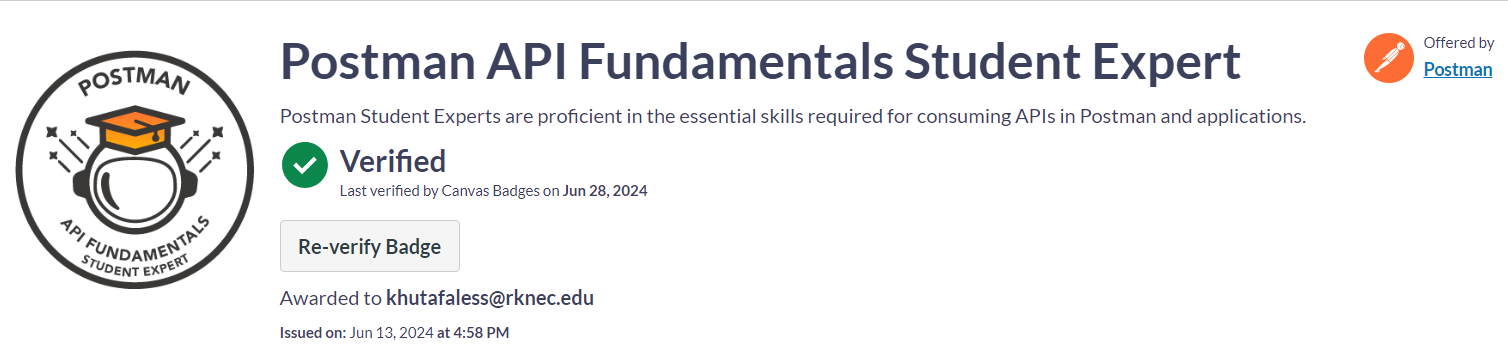 POSTMAN
API FUNDAMENTALS
STUDENT EXPERT
Postman API Fundamentals Student Expert
Offered by
Postman
Postman Student Experts are proficient in the essential skills required for consuming APIs in Postman and applications.
Verified
Last verified by Canvas Badges on Jun 28, 2024
Re-verify Badge
Awarded to khutafaless@rknec.edu
Issued on: Jun 13, 2024 at 4:58 PM